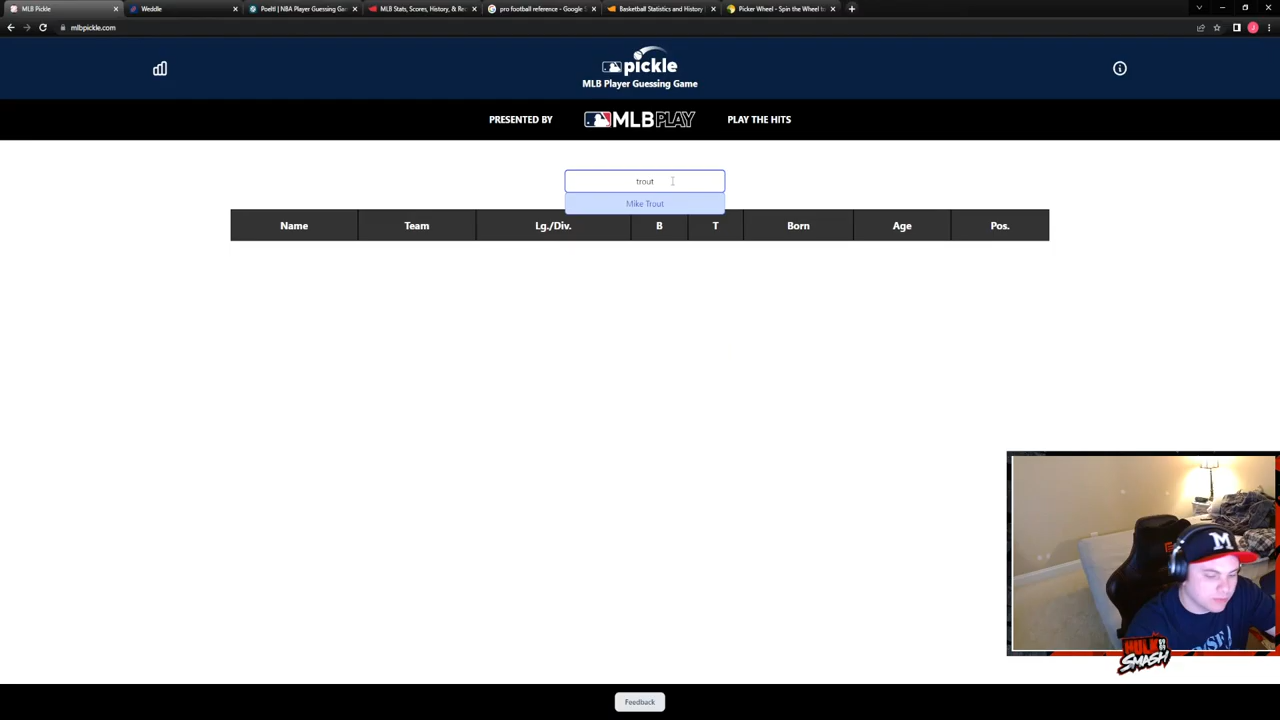 MLB Pickle
Weddle
Poeltl | NBA Player Guessing Gam
MLB Stats, Scores, History, & Re
pro football reference - Google S
Basketball Statistics and History |
Picker Wheel - Spin the Wheel to
mlbpickle.com
J
pickle
MLB Player Guessing Game
PRESENTED BY
MLB PLAY
PLAY THE HITS
trout
Mike Trout
Name
Team
Lg./Div.
B
T
Born
Age
Pos.
M
HULK
SMASH
Feedback